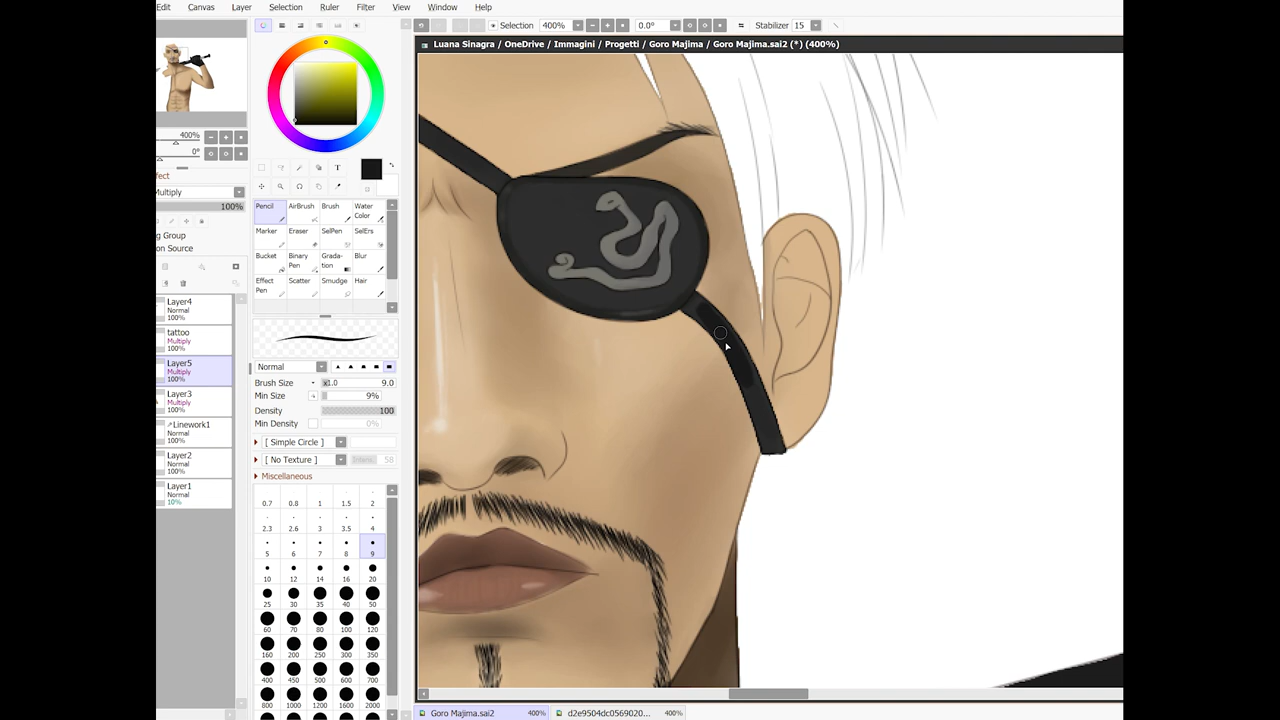 Edit Canvas Layer Selection Ruler Filter View Window Help
Selection 400% 0.0° Stabilizer 15
Luana Sinagra / OneDrive / Immagini / Progetti / Goro Majima / Goro Majima.sai2 (*) (400%)
400%
0°
Multiply
100%
g Group
on Source
Layer4
Normal
100%
tattoo
Multiply
100%
Layer5
Multiply
100%
Layer3
Multiply
100%
Linework1
Normal
100%
Layer2
Normal
100%
Layer1
Normal
10%
T
Pencil AirBrush Brush Water Color
Marker Eraser SelPen SelErs
Bucket Binary Pen Grada-tion Blur
Effect Pen Scatter Smudge Hair
Normal
Brush Size x1.0 9.0
Min Size 9%
Density 100
Min Density 0%
[ Simple Circle ]
[ No Texture ] 58
Miscellaneous
0.7 0.8 1 1.5 2
2.3 2.6 3 3.5 4
5 6 7 8 9
10 12 14 16 20
25 30 35 40 50
60 70 80 100 120
160 200 250 300 350
400 450 500 600 700
800 900 1000 1200 1400
1600 2000
Goro Majima.sai2 400% d2e9504dc0569020... 400%